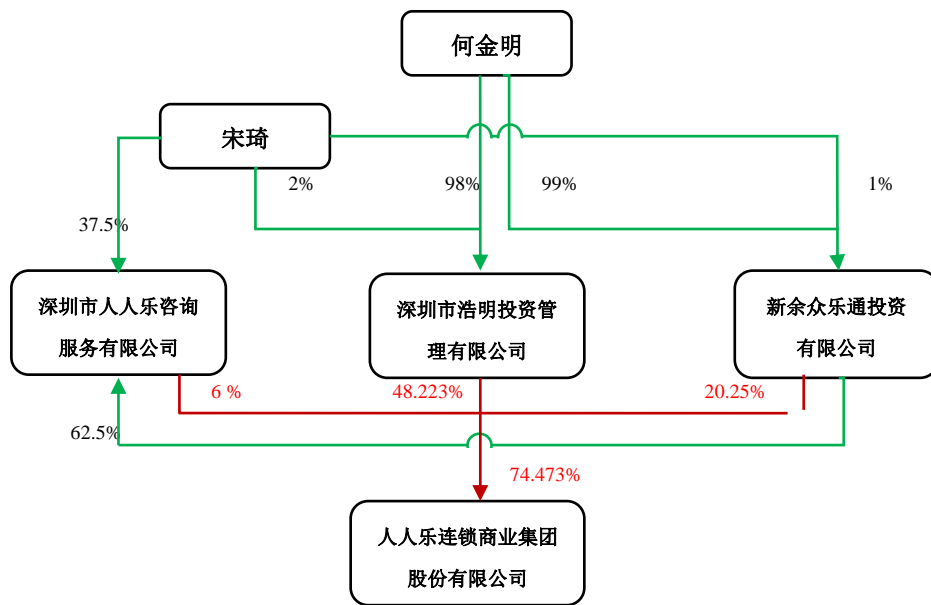 何金明
宋琦
2%
98%
99%
1%
37.5%
深圳市人人乐咨询
服务有限公司
深圳市浩明投资管
理有限公司
新余众乐通投资
有限公司
6 %
48.223%
20.25%
62.5%
74.473%
人人乐连锁商业集团
股份有限公司